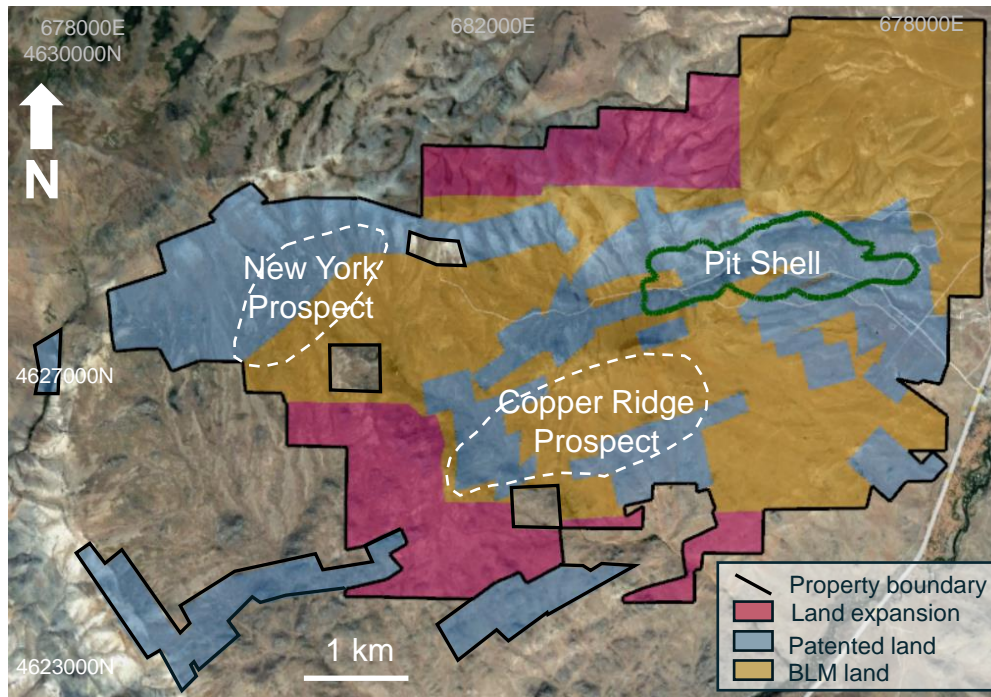 678000E
682000E
678000E
4630000N
N
New York
Prospect
Pit Shell
4627000N
Copper Ridge
Prospect
1 km
4623000N
Property boundary
Land expansion
Patented land
BLM land